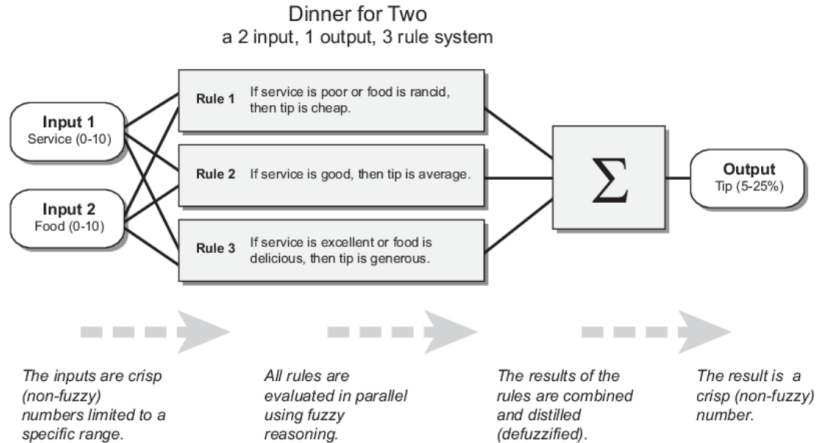 Dinner for Two
a 2 input, 1 output, 3 rule system
Input 1
Service (0-10)
Input 2
Food (0-10)
Rule 1 If service is poor or food is rancid,
then tip is cheap.
Rule 2 If service is good, then tip is average.
Rule 3 If service is excellent or food is
delicious, then tip is generous.
Σ
Output
Tip (5-25%)
The inputs are crisp
(non-fuzzy)
numbers limited to a
specific range.
All rules are
evaluated in parallel
using fuzzy
reasoning.
The results of the
rules are combined
and distilled
(defuzzified).
The result is a
crisp (non-fuzzy)
number.